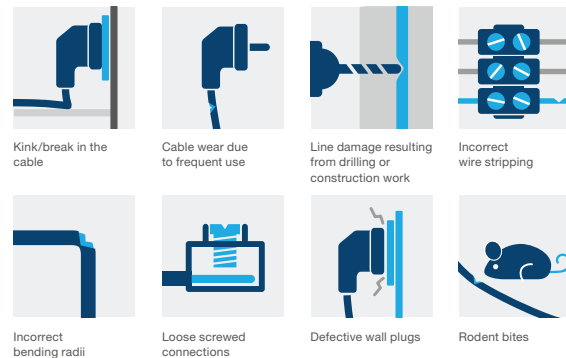 Kink/break in the
cable
Cable wear due
to frequent use
Line damage resulting
from drilling or
construction work
Incorrect
wire stripping
Incorrect
bending radii
Loose screwed
connections
Defective wall plugs
Rodent bites